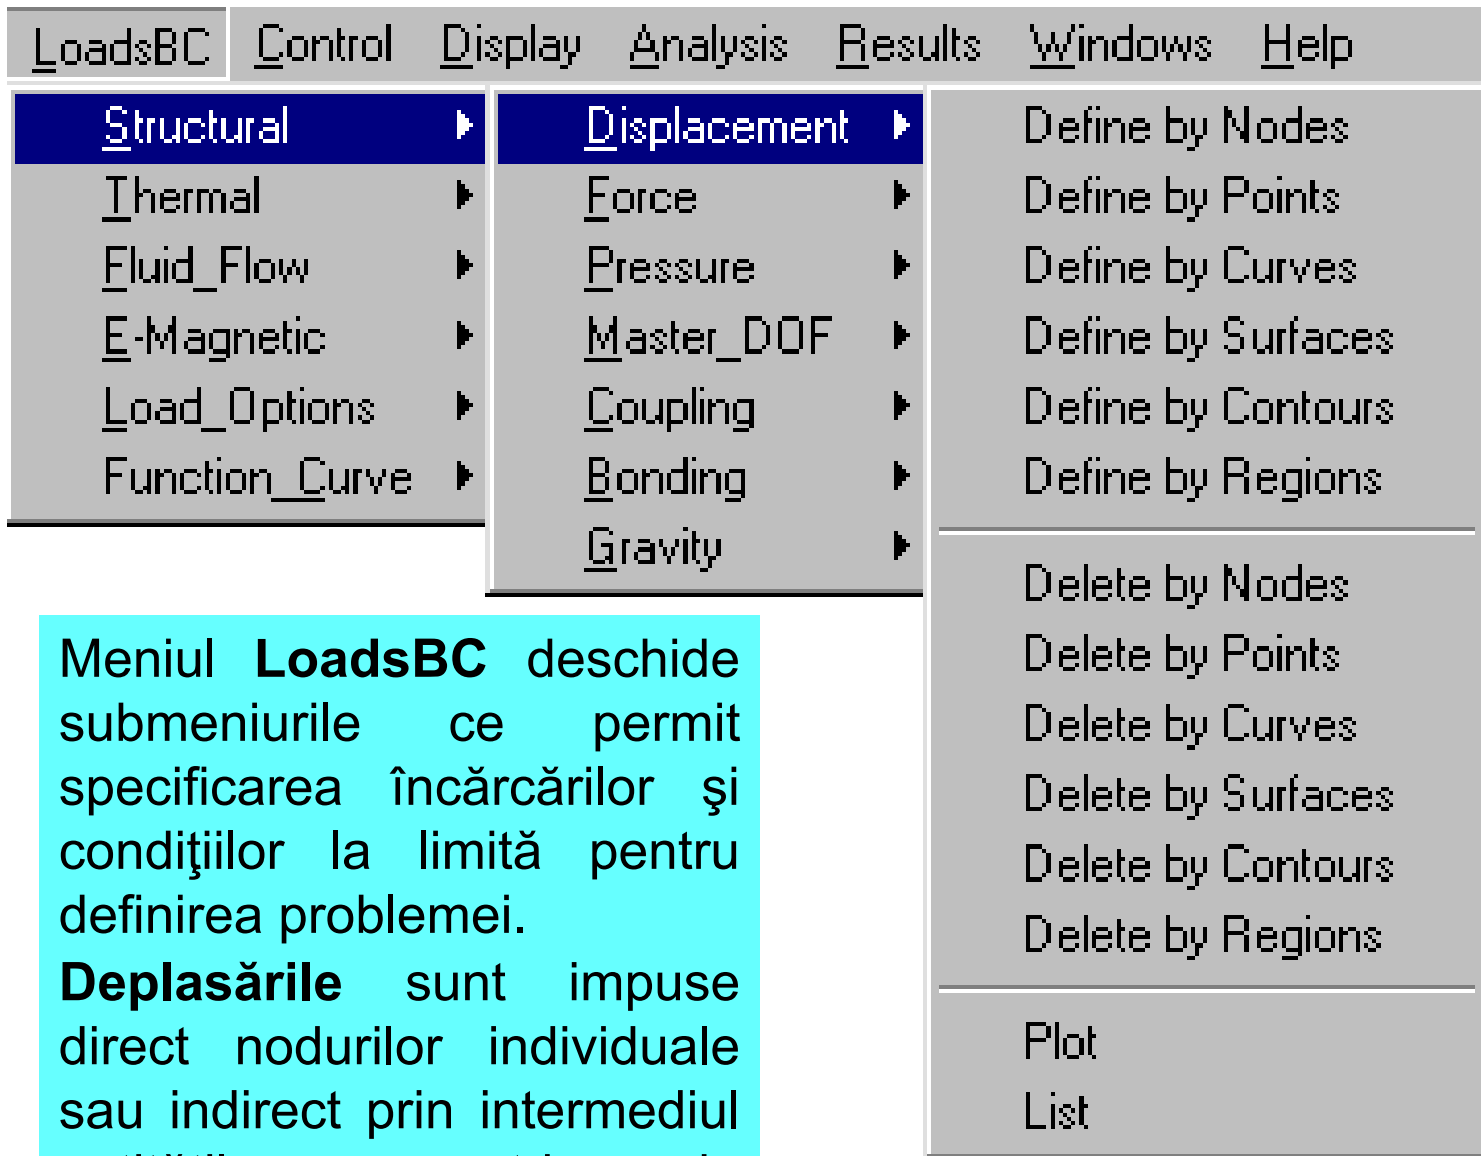 LoadsBC Control Display Analysis Results Windows Help
Structural
Thermal
Fluid_Flow
E-Magnetic
Load_Options
Function_Curve
Displacement
Force
Pressure
Master_DOF
Coupling
Bonding
Gravity
Define by Nodes
Define by Points
Define by Curves
Define by Surfaces
Define by Contours
Define by Regions
Delete by Nodes
Delete by Points
Delete by Curves
Delete by Surfaces
Delete by Contours
Delete by Regions
Plot
List
Meniul LoadsBC deschide
submeniurile ce permit
specificarea încărcărilor şi
condiţiilor la limită pentru
definirea problemei.
Deplasările sunt impuse
direct nodurilor individuale
sau indirect prin intermediul